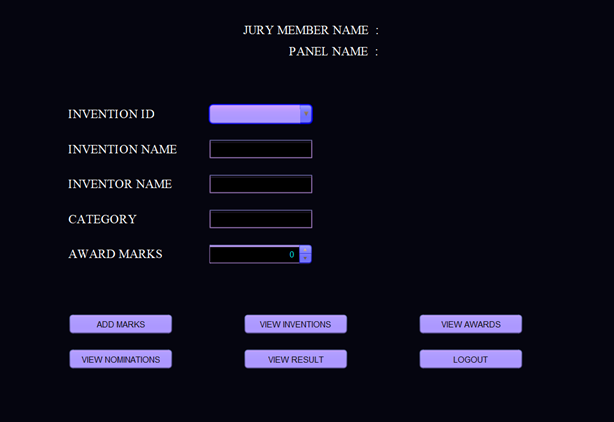 JURY MEMBER NAME :
PANEL NAME :
INVENTION ID
INVENTION NAME
INVENTOR NAME
CATEGORY
AWARD MARKS 0
ADD MARKS VIEW INVENTIONS VIEW AWARDS
VIEW NOMINATIONS VIEW RESULT LOGOUT